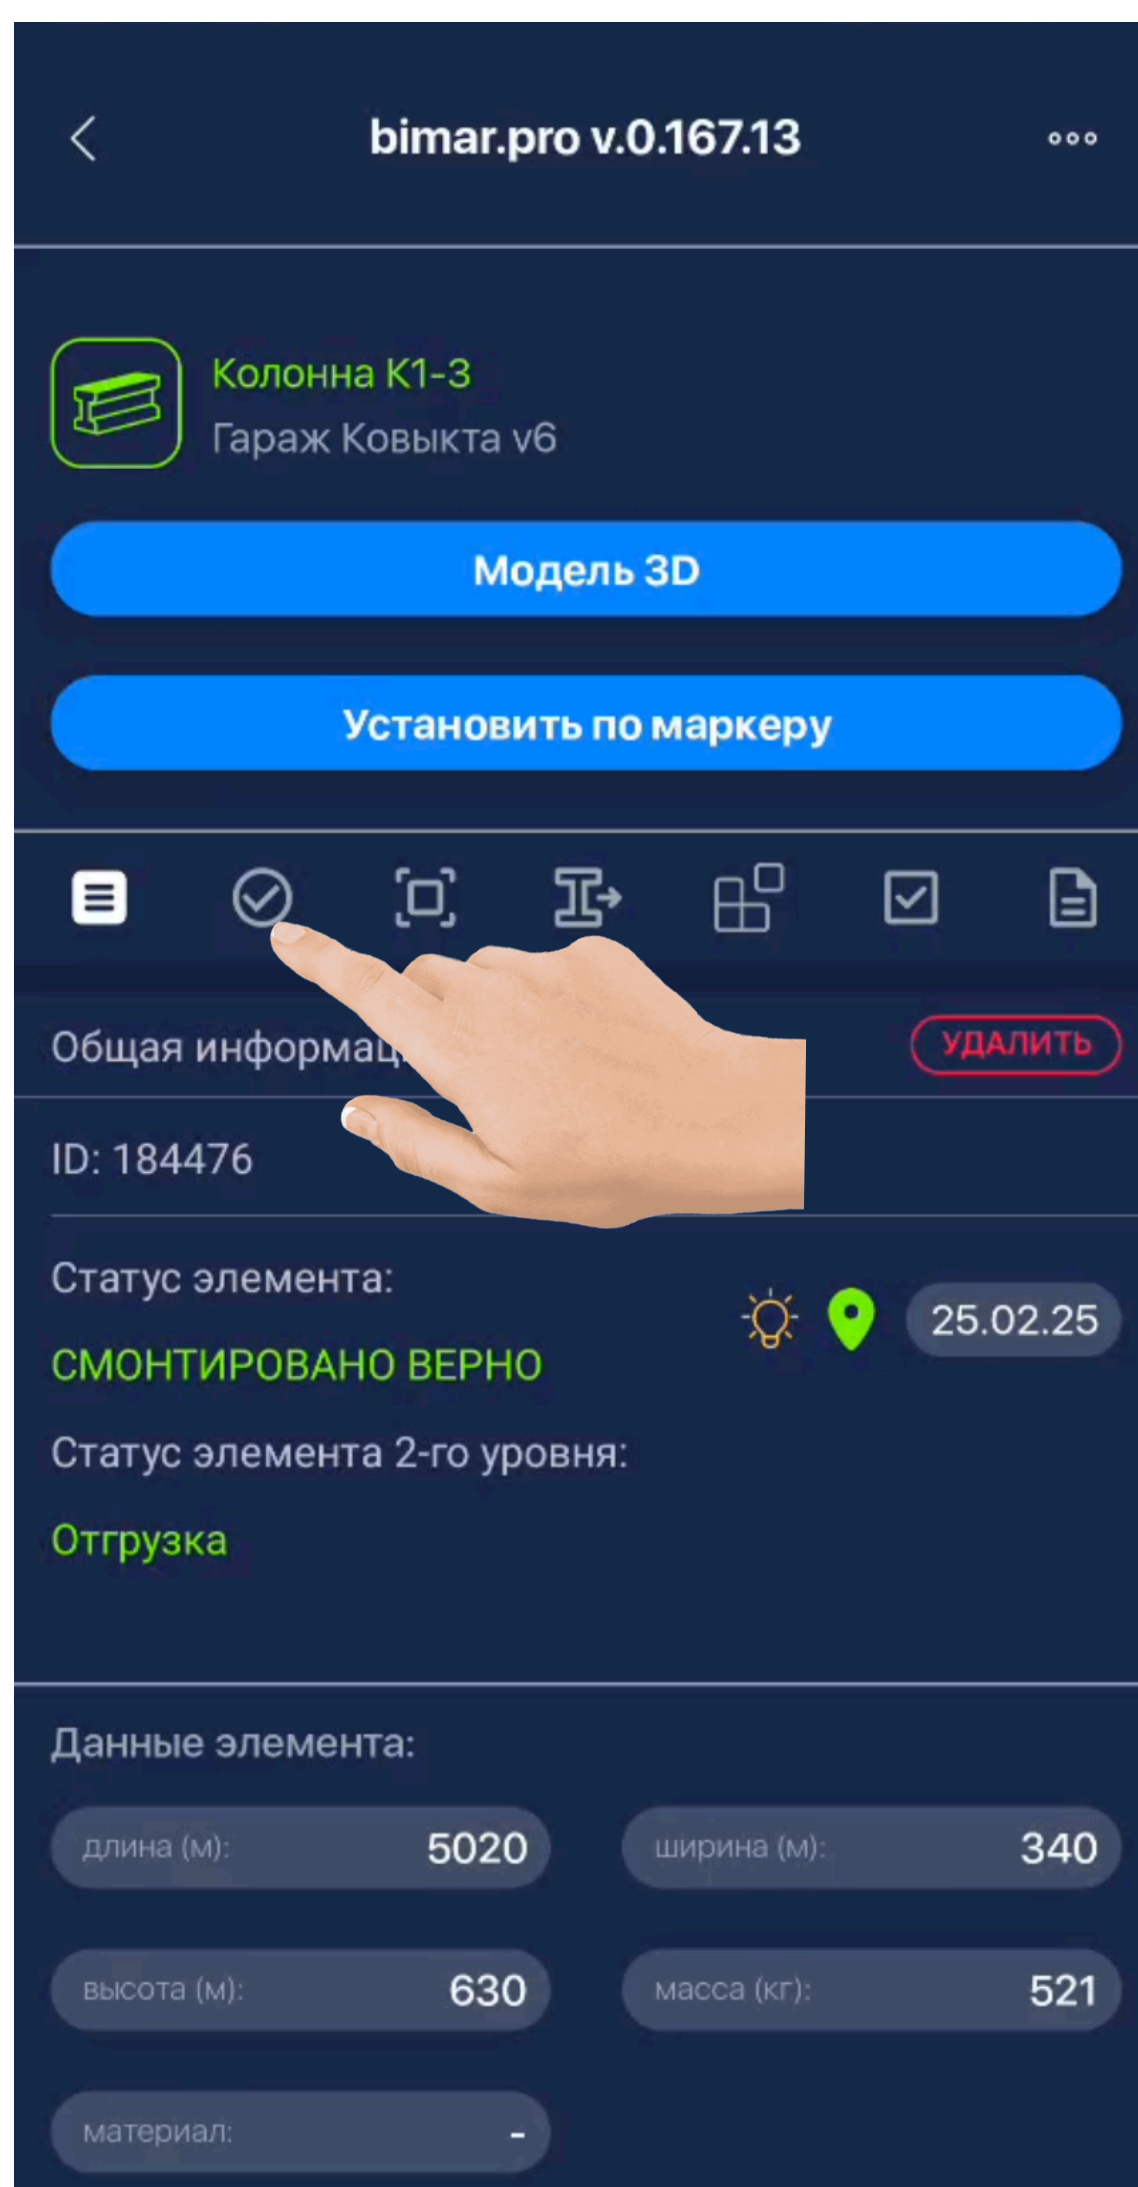 bimar.pro v.0.167.13
Колонна К1-3
Гараж Ковыкта v6
Модель 3D
Установить по маркеру
Общая информац
УДАЛИТЬ
ID: 184476
Статус элемента:
25.02.25
СМОНТИРОВАНО ВЕРНО
Статус элемента 2-го уровня:
Отгрузка
Данные элемента:
длина (м): 5020
ширина (м): 340
высота (м): 630
масса (кг): 521
материал: -